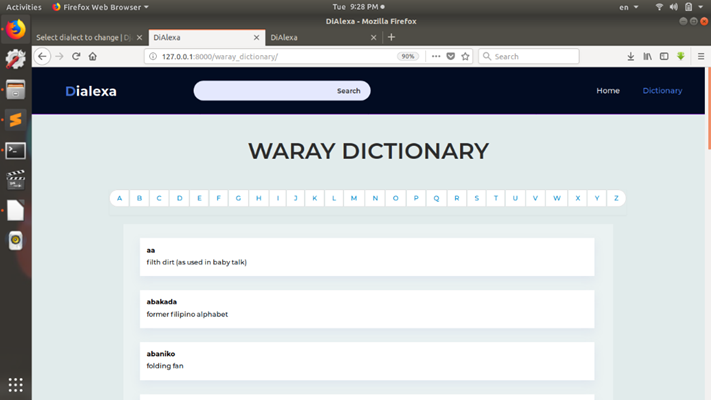 Activities Firefox Web Browser Tue 9:28 PM en
DiAlexa - Mozilla Firefox
Select dialect to change | Dj DiAlexa DiAlexa
127.0.0.1:8000/waray_dictionary/ 90% Search
Dialexa Search Home Dictionary
WARAY DICTIONARY
A B C D E F G H I J K L M N O P Q R S T U V W X Y Z
aa
filth dirt (as used in baby talk)
abakada
former filipino alphabet
abaniko
folding fan